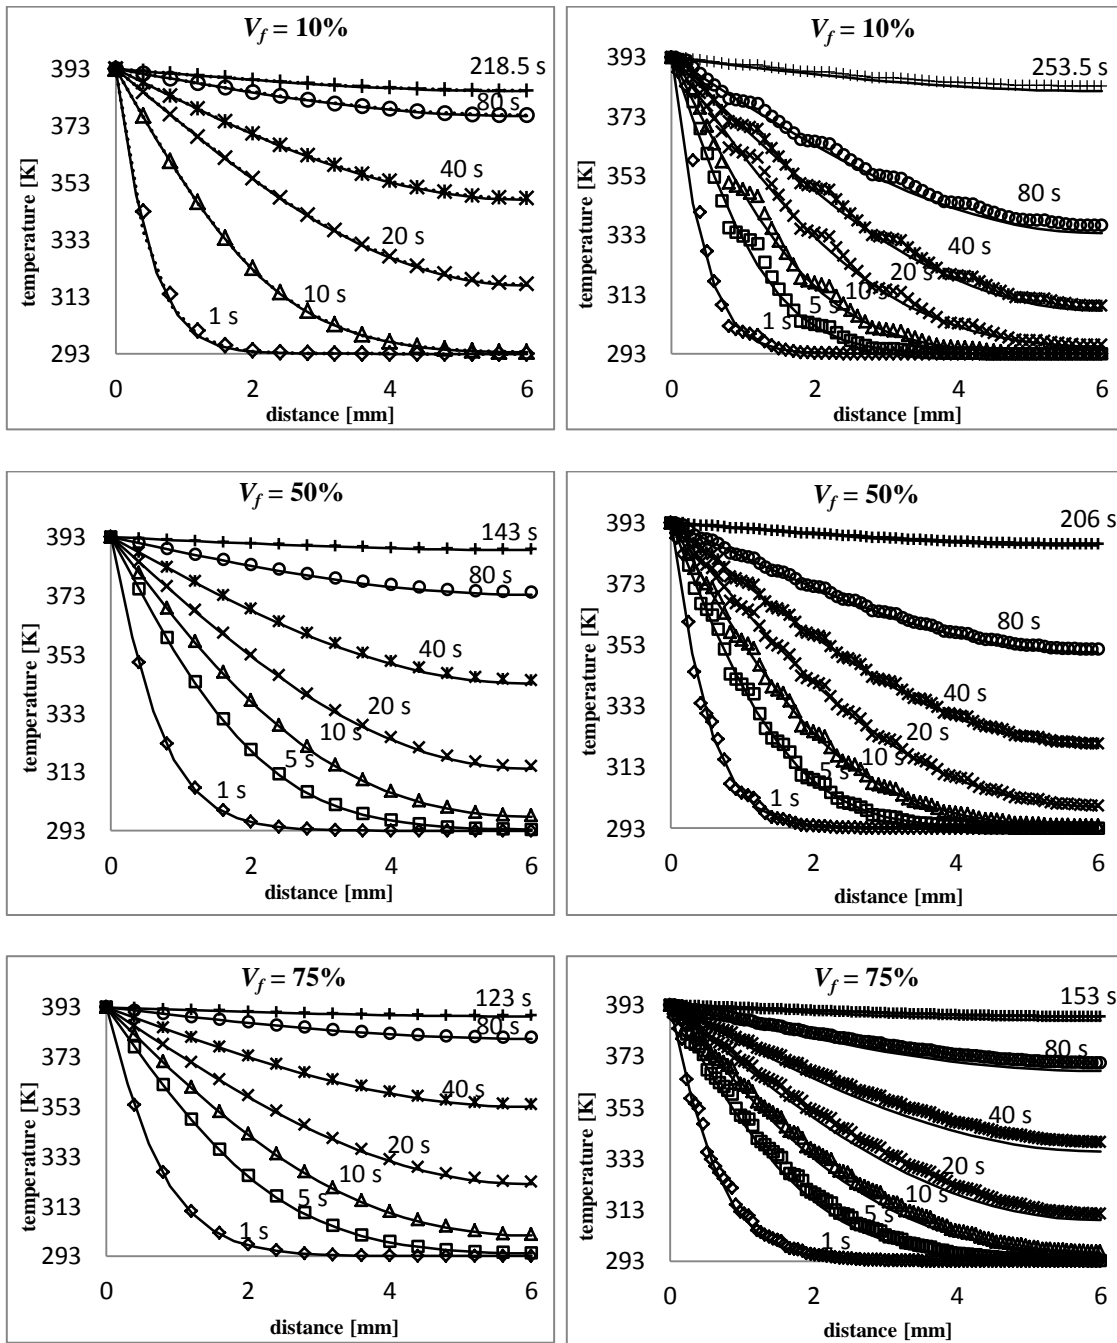 V_f = 10%
393
373
353
333
313
293
temperature [K]
218.5 s
80 s
40 s
20 s
10 s
1 s
0 2 4 6
distance [mm]
V_f = 10%
393
373
353
333
313
293
temperature [K]
253.5 s
80 s
40 s
20 s
10 s
5 s
1 s
0 2 4 6
distance [mm]
V_f = 50%
393
373
353
333
313
293
temperature [K]
143 s
80 s
40 s
20 s
10 s
5 s
1 s
0 2 4 6
distance [mm]
V_f = 50%
393
373
353
333
313
293
temperature [K]
206 s
80 s
40 s
20 s
10 s
5 s
1 s
0 2 4 6
distance [mm]
V_f = 75%
393
373
353
333
313
293
temperature [K]
123 s
80 s
40 s
20 s
10 s
5 s
1 s
0 2 4 6
distance [mm]
V_f = 75%
393
373
353
333
313
293
temperature [K]
153 s
80 s
40 s
20 s
10 s
5 s
1 s
0 2 4 6
distance [mm]